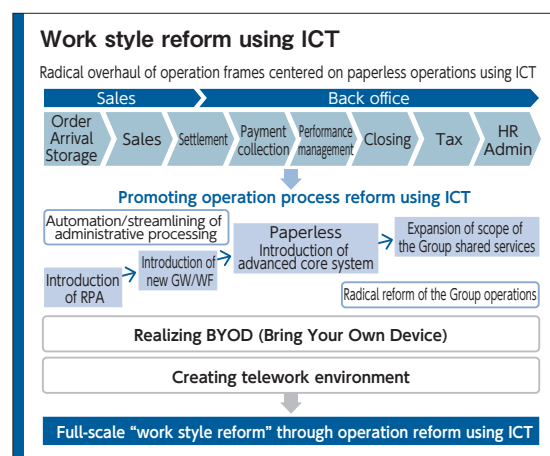 Work style reform using ICT
Radical overhaul of operation frames centered on paperless operations using ICT
Sales
Back office
Order
Arrival
Storage
Sales
Settlement
Payment
collection
Performance
management
Closing
Tax
HR
Admin
Promoting operation process reform using ICT
Automation/streamlining of
administrative processing
Introduction
of RPA
Introduction of
new GW/WF
Paperless
Introduction of
advanced core system
Expansion of scope
of the Group shared services
Radical reform of the Group operations
Realizing BYOD (Bring Your Own Device)
Creating telework environment
Full-scale “work style reform” through operation reform using ICT